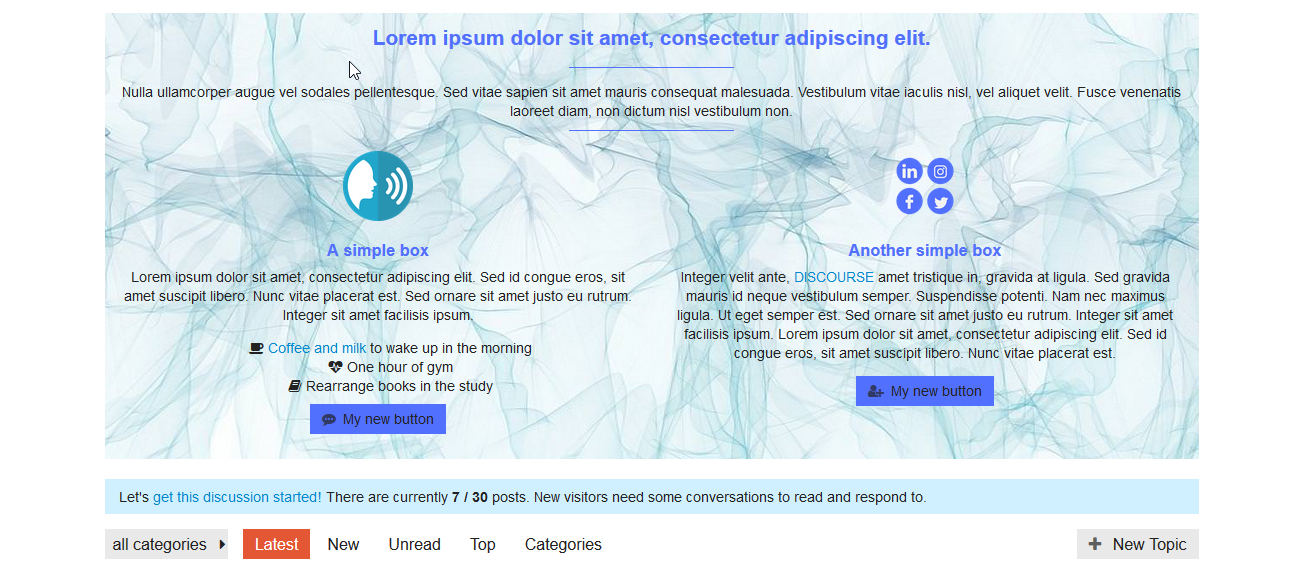 Lorem ipsum dolor sit amet, consectetur adipiscing elit.
Nulla ullamcorper augue vel sodales pellentesque. Sed vitae sapien sit amet mauris consequat malesuada. Vestibulum vitae iaculis nisl, vel aliquet velit. Fusce venenatis
laoreet diam, non dictum nisl vestibulum non.
A simple box
Lorem ipsum dolor sit amet, consectetur adipiscing elit. Sed id congue eros, sit
amet suscipit libero. Nunc vitae placerat est. Sed ornare sit amet justo eu rutrum.
Integer sit amet facilisis ipsum.
Coffee and milk to wake up in the morning
One hour of gym
Rearrange books in the study
My new button
in
f
Another simple box
Integer velit ante, DISCOURSE amet tristique in, gravida at ligula. Sed gravida
mauris id neque vestibulum semper. Suspendisse potenti. Nam nec maximus
ligula. Ut eget semper est. Sed ornare sit amet justo eu rutrum. Integer sit amet
facilisis ipsum. Lorem ipsum dolor sit amet, consectetur adipiscing elit. Sed id
congue eros, sit amet suscipit libero. Nunc vitae placerat est.
My new button
Let's get this discussion started! There are currently 7 / 30 posts. New visitors need some conversations to read and respond to.
all categories
Latest
New
Unread
Top
Categories
New Topic